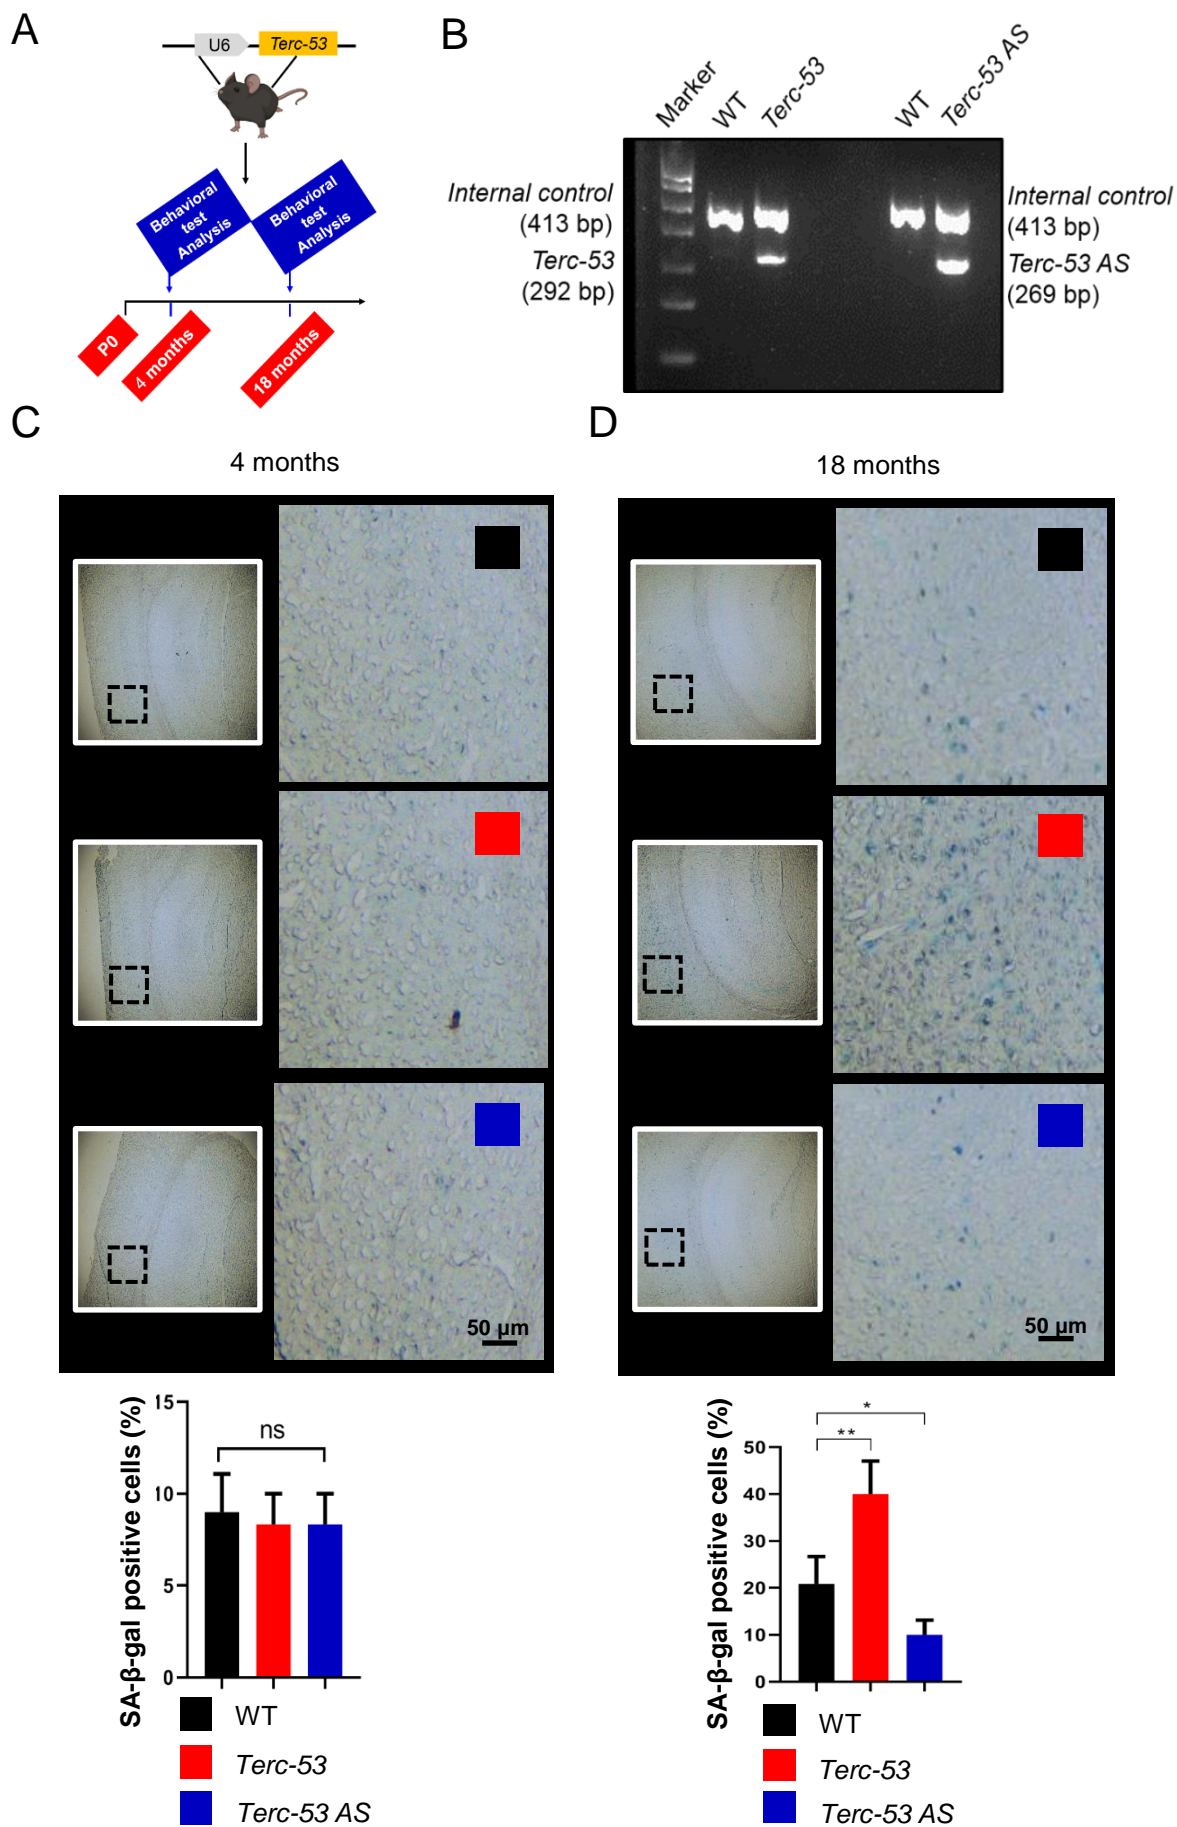 A
U6
Terc-53
Behavioral
test
Analysis
Behavioral
test
Analysis
P0
4 months
18 months
B
Marker
WT
Terc-53
WT
Terc-53 AS
Internal control
(413 bp)
Terc-53
(292 bp)
Internal control
(413 bp)
Terc-53 AS
(269 bp)
C
4 months
50 μm
SA-β-gal positive cells (%)
15
10
5
0
ns
WT
Terc-53
Terc-53 AS
D
18 months
50 μm
SA-β-gal positive cells (%)
50
40
30
20
10
0
*
**
WT
Terc-53
Terc-53 AS